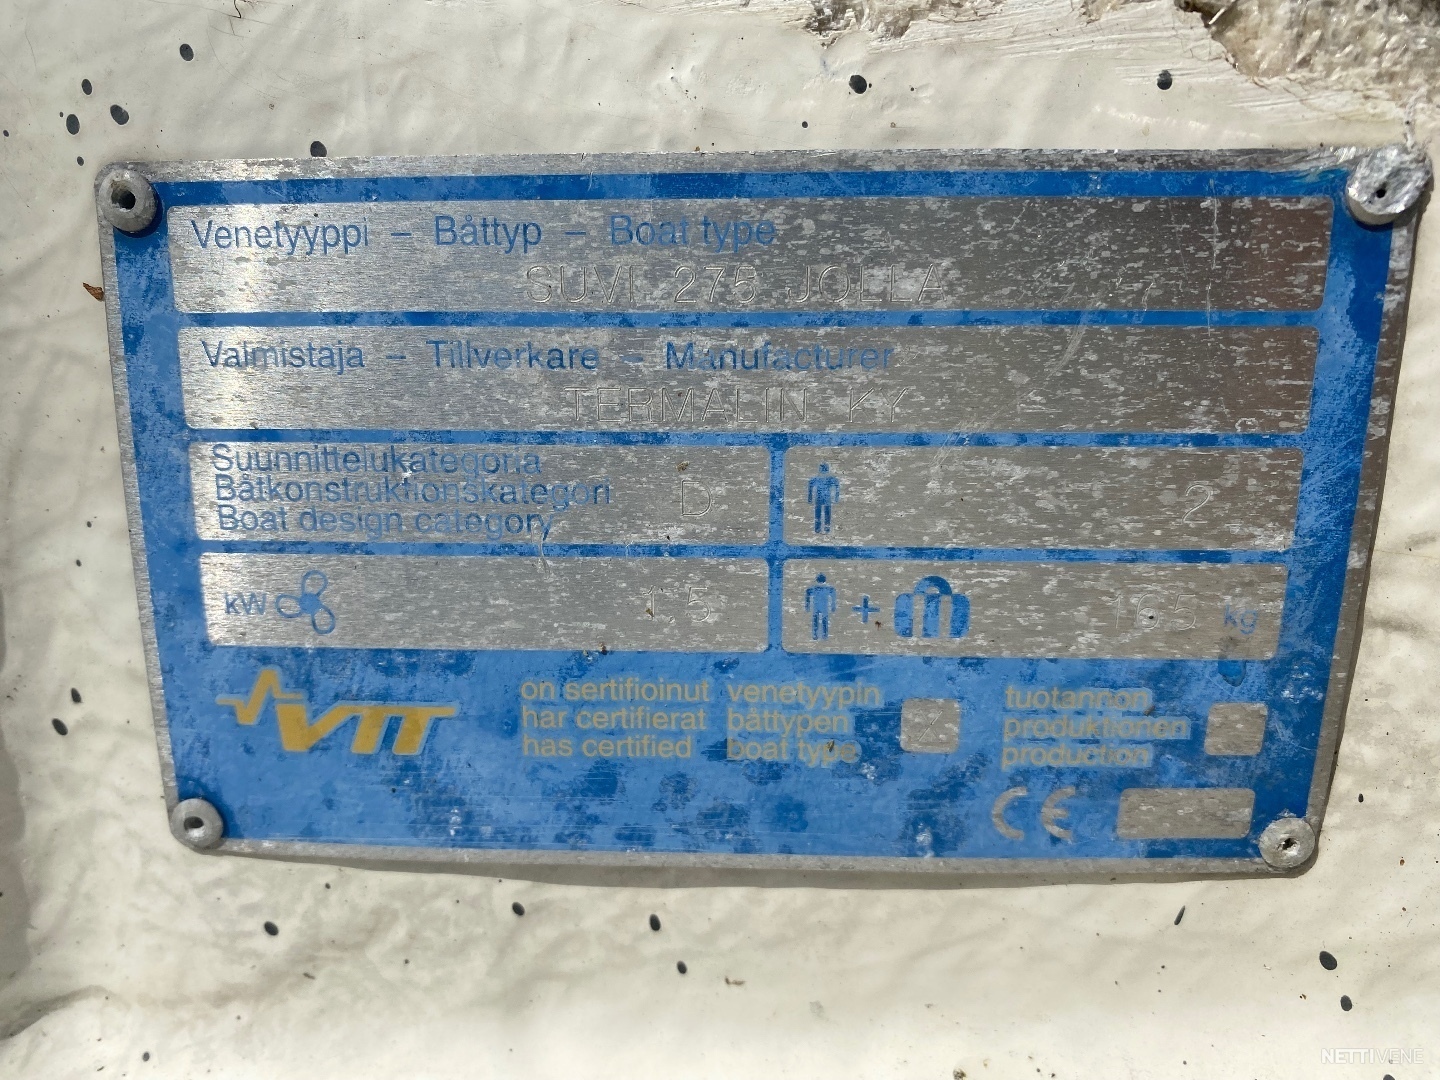 Venetyyppi – Båttyp – Boat type
SUVI 275 JOLLA
Valmistaja – Tillverkare – Manufacturer
TERMALIN KY
Suunnittelukategoria
Båtkonstruktionskategori
Boat design category
D
2
kW
1,5
+
165 kg
VTT
on sertifioinut
har certifierat
has certified
venetyypin
båttypen
boat type
X
tuotannon
produktionen
production
CE
NETTIVENE